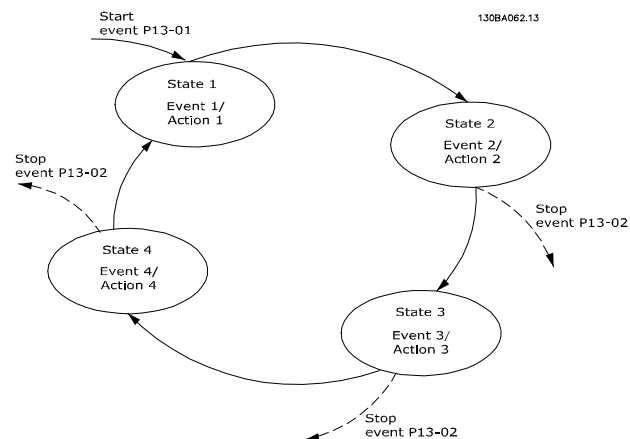 Start
event P13-01
130BA062.13
State 1
Event 1/
Action 1
State 2
Event 2/
Action 2
Stop
event P13-02
Stop
event P13-02
State 4
Event 4/
Action 4
State 3
Event 3/
Action 3
Stop
event P13-02